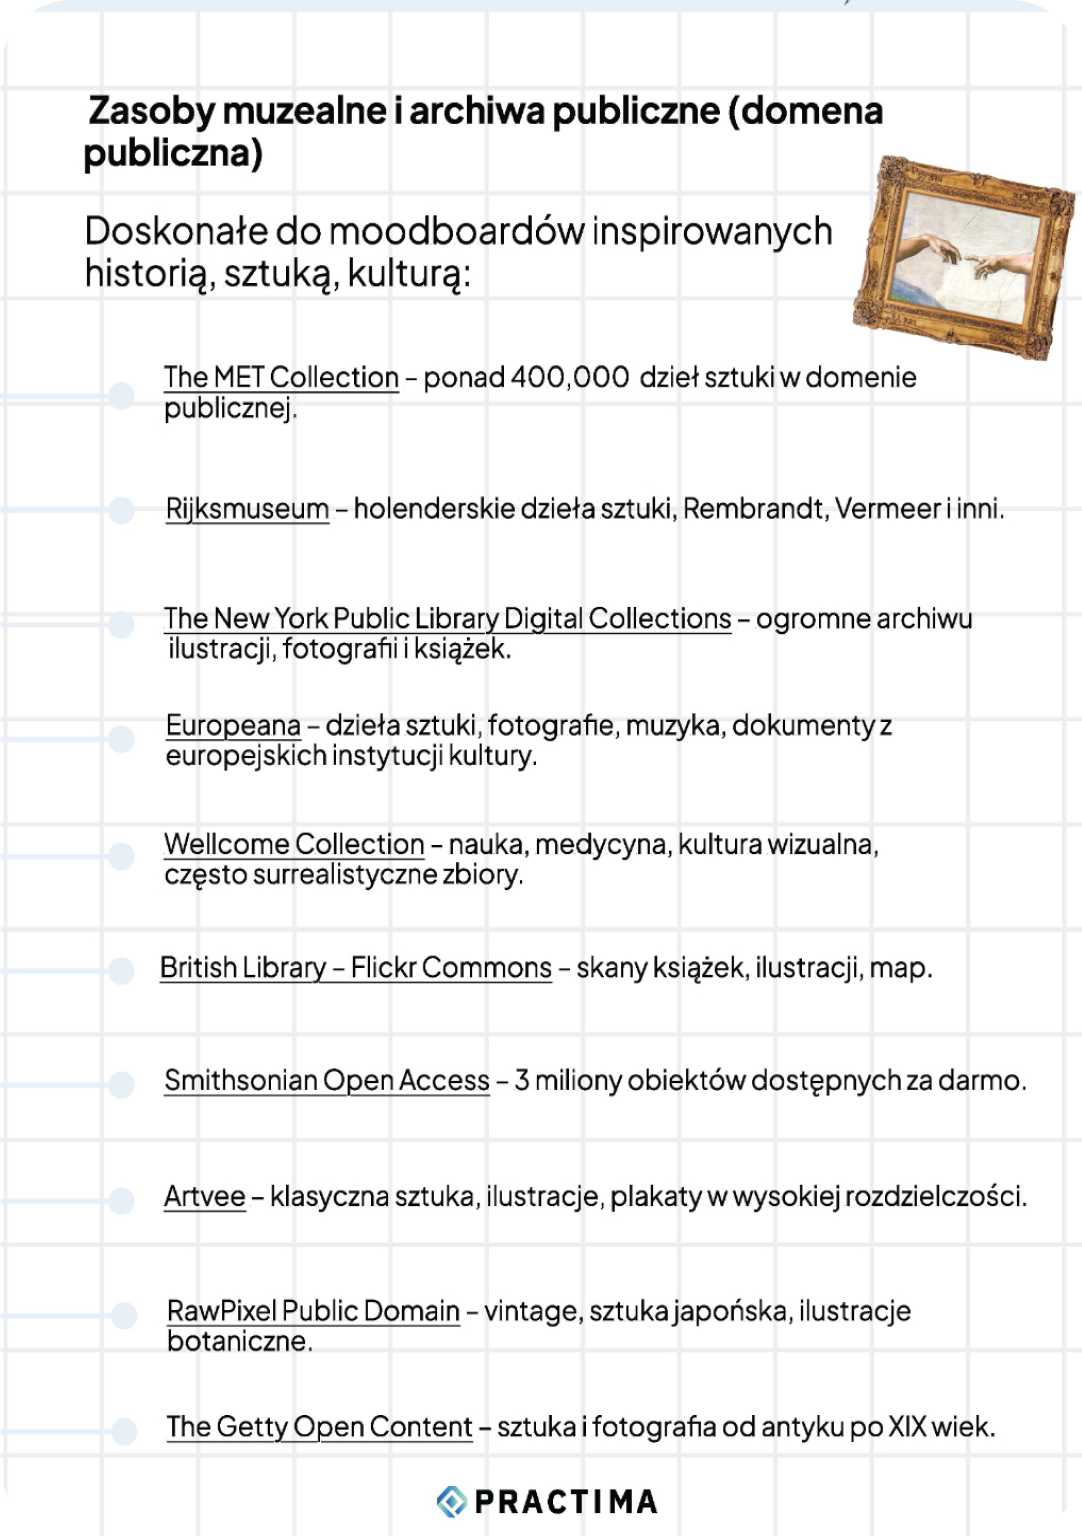 Zasoby muzealne i archiwa publiczne (domena
publiczna)
Doskonałe do moodboardów inspirowanych
historią, sztuką, kulturą:
The MET Collection – ponad 400,000 dzieł sztuki w domenie
publicznej.
Rijksmuseum – holenderskie dzieła sztuki, Rembrandt, Vermeer i inni.
The New York Public Library Digital Collections – ogromne archiwu
ilustracji, fotografii i książek.
Europeana – dzieła sztuki, fotografie, muzyka, dokumenty z
europejskich instytucji kultury.
Wellcome Collection – nauka, medycyna, kultura wizualna,
często surrealistyczne zbiory.
British Library – Flickr Commons – skany książek, ilustracji, map.
Smithsonian Open Access – 3 miliony obiektów dostępnych za darmo.
Artvee – klasyczna sztuka, ilustracje, plakaty w wysokiej rozdzielczości.
RawPixel Public Domain – vintage, sztuka japońska, ilustracje
botaniczne.
The Getty Open Content – sztuka i fotografia od antyku po XIX wiek.
PRACTIMA